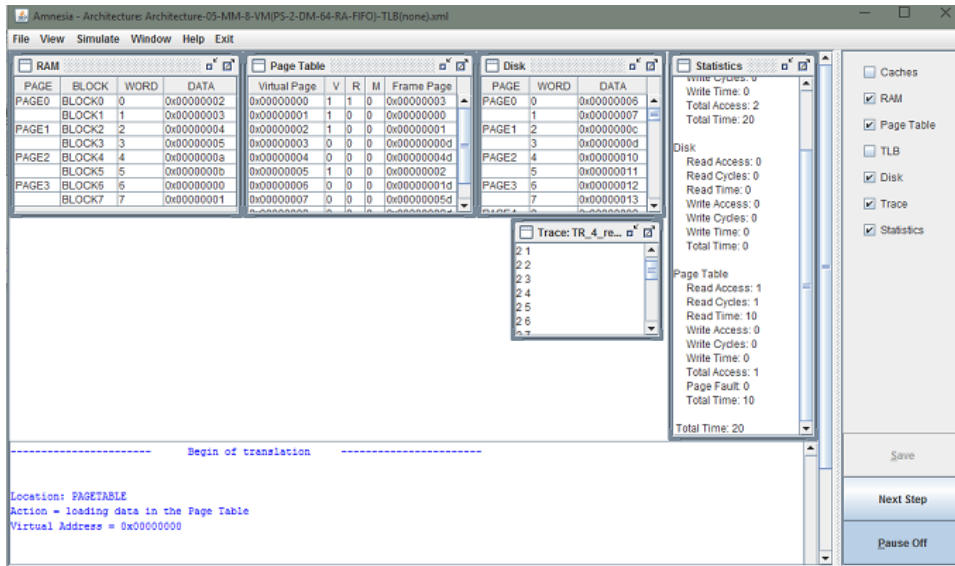 Amnesia - Architecture: Architecture-05-MM-8-VM(PS-2-DM-64-RA-FIFO)-TLB(none).xml
File View Simulate Window Help Exit
RAM
PAGE BLOCK WORD DATA
PAGE0 BLOCK0 0 0x00000002
BLOCK1 1 0x00000003
PAGE1 BLOCK2 2 0x00000004
BLOCK3 3 0x00000005
PAGE2 BLOCK4 4 0x0000000a
BLOCK5 5 0x0000000b
PAGE3 BLOCK6 6 0x00000000
BLOCK7 7 0x00000001
Page Table
Virtual Page V R M Frame Page
0x00000000 1 1 0 0x00000003
0x00000001 1 0 0 0x00000000
0x00000002 1 0 0 0x00000001
0x00000003 0 0 0 0x0000000d
0x00000004 0 0 0 0x0000004d
0x00000005 1 0 0 0x00000002
0x00000006 0 0 0 0x00000001d
0x00000007 0 0 0 0x00000005d
Disk
PAGE WORD DATA
PAGE0 0 0x00000006
1 0x00000007
PAGE1 2 0x0000000c
3 0x0000000d
PAGE2 4 0x00000010
5 0x00000011
PAGE3 6 0x00000012
7 0x00000013
Trace: TR_4_re...
2 1
2 2
2 3
2 4
2 5
2 6
2 7
Statistics
Write Cycles: 0
Write Time: 0
Total Access: 2
Total Time: 20
Disk
Read Access: 0
Read Cycles: 0
Read Time: 0
Write Access: 0
Write Cycles: 0
Write Time: 0
Total Time: 0
Page Table
Read Access: 1
Read Cycles: 1
Read Time: 10
Write Access: 0
Write Cycles: 0
Write Time: 0
Total Access: 1
Page Fault: 0
Total Time: 10
Total Time: 20
Caches
RAM
Page Table
TLB
Disk
Trace
Statistics
Save
Next Step
Pause Off
----------------------- Begin of translation -----------------------
Location: PAGETABLE
Action = loading data in the Page Table
Virtual Address = 0x00000000